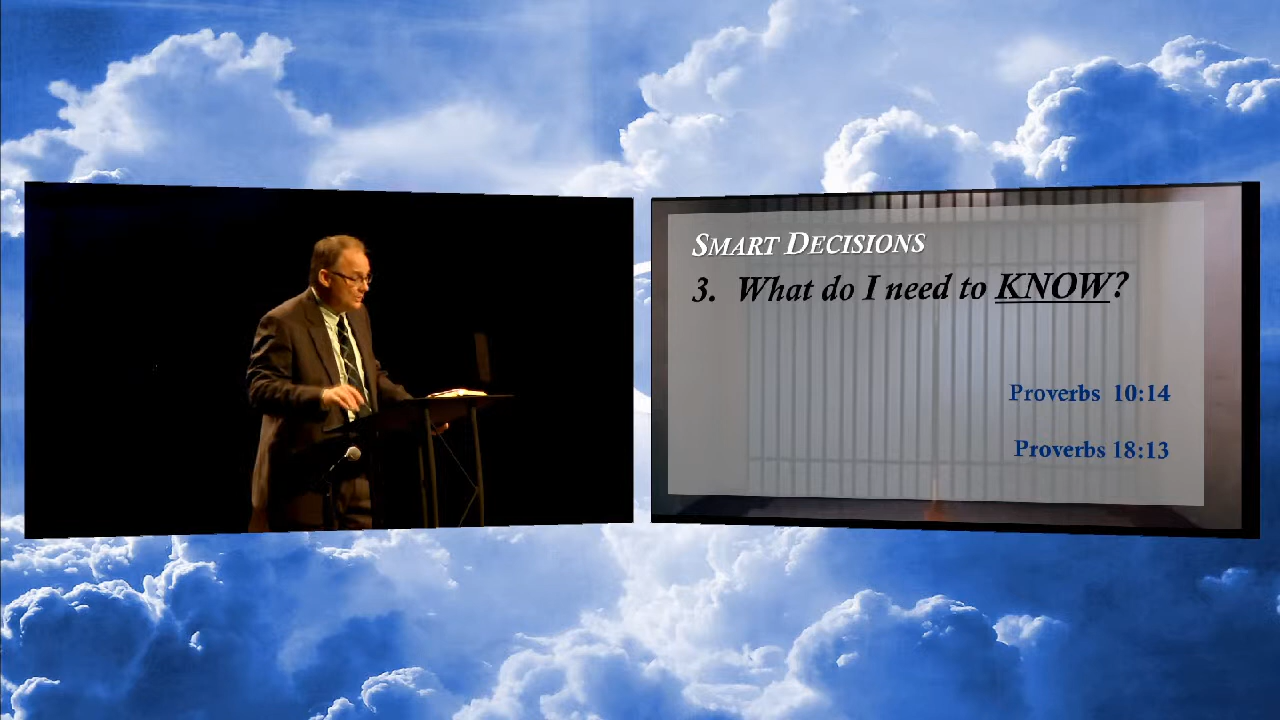 SMART DECISIONS
3. What do I need to KNOW?
Proverbs 10:14
Proverbs 18:13